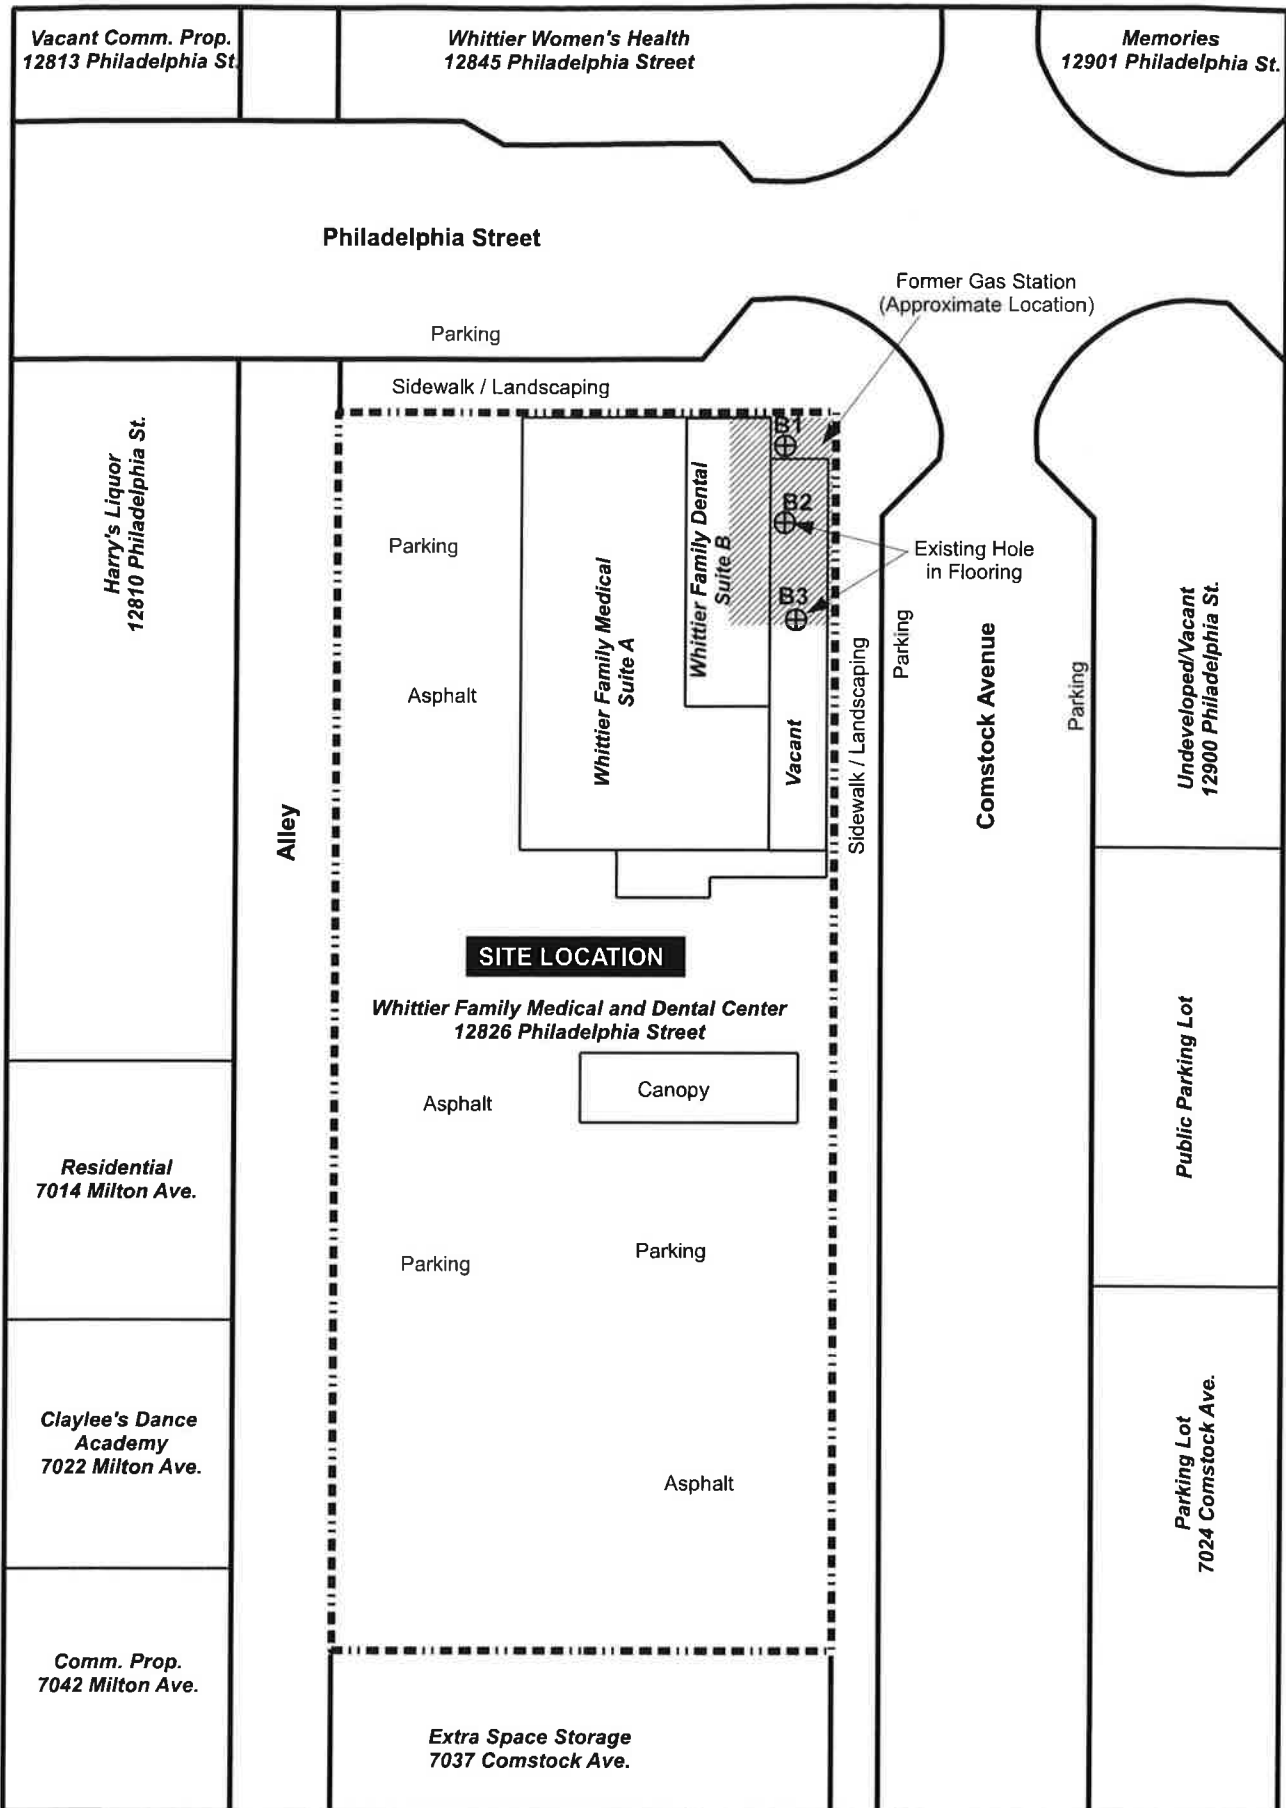 Vacant Comm. Prop.
12813 Philadelphia St.
Whittier Women's Health
12845 Philadelphia Street
Memories
12901 Philadelphia St.
Philadelphia Street
Former Gas Station
(Approximate Location)
Parking
Sidewalk / Landscaping
Harry's Liquor
12810 Philadelphia St.
Parking
Asphalt
Alley
Whittier Family Medical
Suite A
Whittier Family Dental
Suite B
B1
B2
B3
Vacant
Existing Hole
in Flooring
Sidewalk / Landscaping
Parking
Comstock Avenue
Parking
Undeveloped/Vacant
12900 Philadelphia St.
SITE LOCATION
Whittier Family Medical and Dental Center
12826 Philadelphia Street
Canopy
Asphalt
Public Parking Lot
Residential
7014 Milton Ave.
Parking
Parking
Claylee's Dance
Academy
7022 Milton Ave.
Asphalt
Parking Lot
7024 Comstock Ave.
Comm. Prop.
7042 Milton Ave.
Extra Space Storage
7037 Comstock Ave.